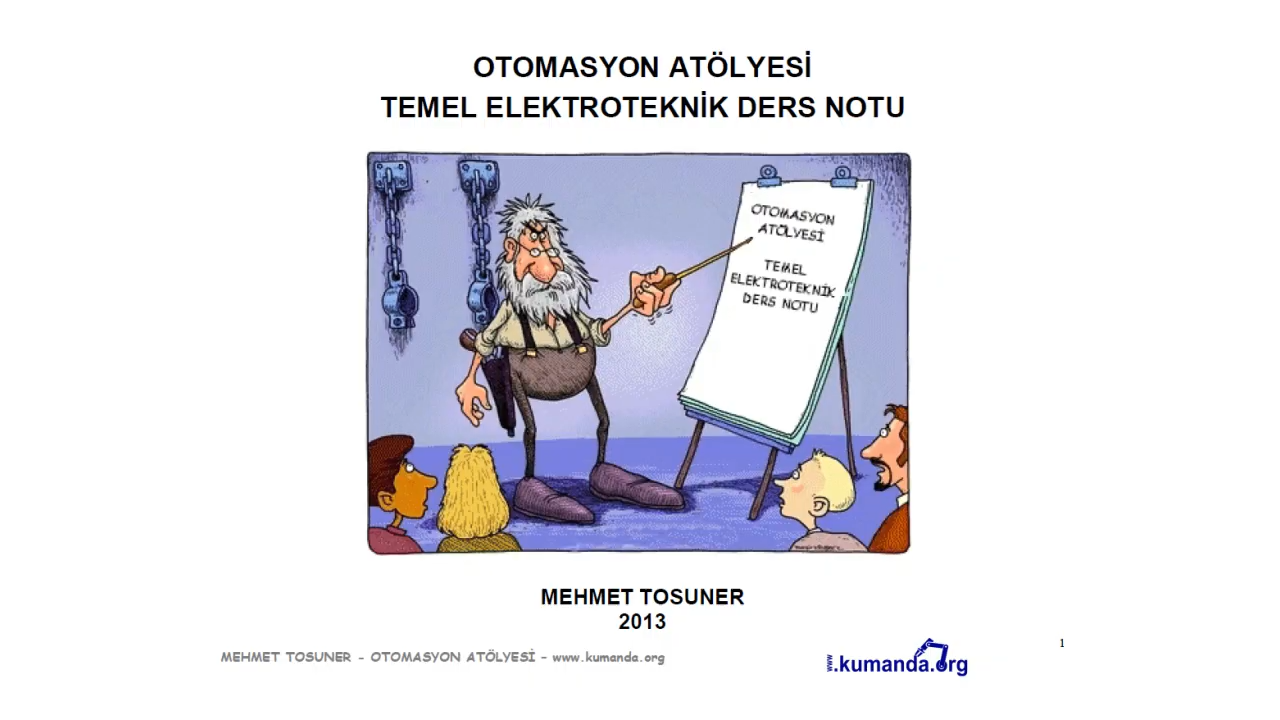 OTOMASYON ATÖLYESİ
TEMEL ELEKTROTEKNİK DERS NOTU
OTOMASYON
ATÖLYESİ
TEMEL
ELEKTROTEKNİK
DERS NOTU
MEHMET TOSUNER
2013
MEHMET TOSUNER - OTOMASYON ATÖLYESİ - www.kumanda.org
www.kumanda.org
1